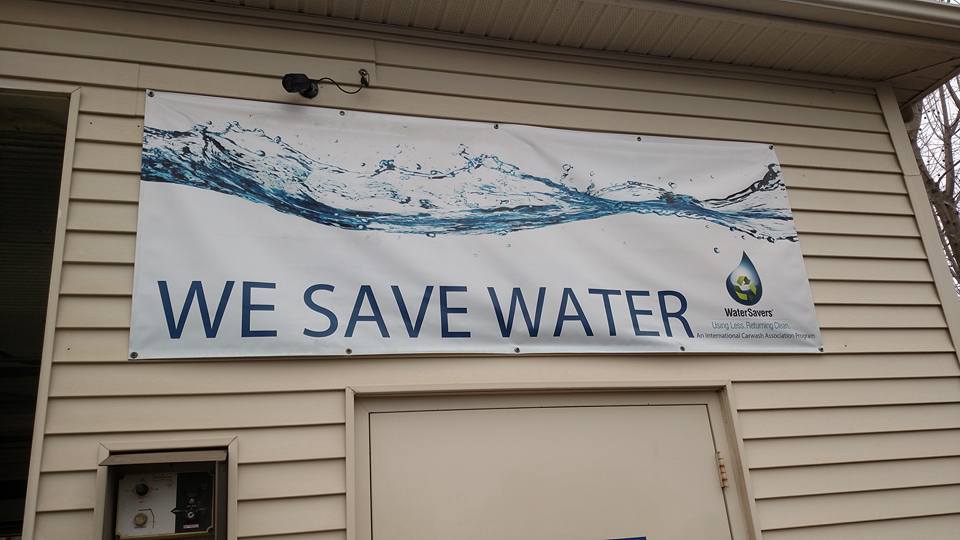 WE SAVE WATER
WaterSavers®
Using Less. Returning Clean.
An International Carwash Association Program